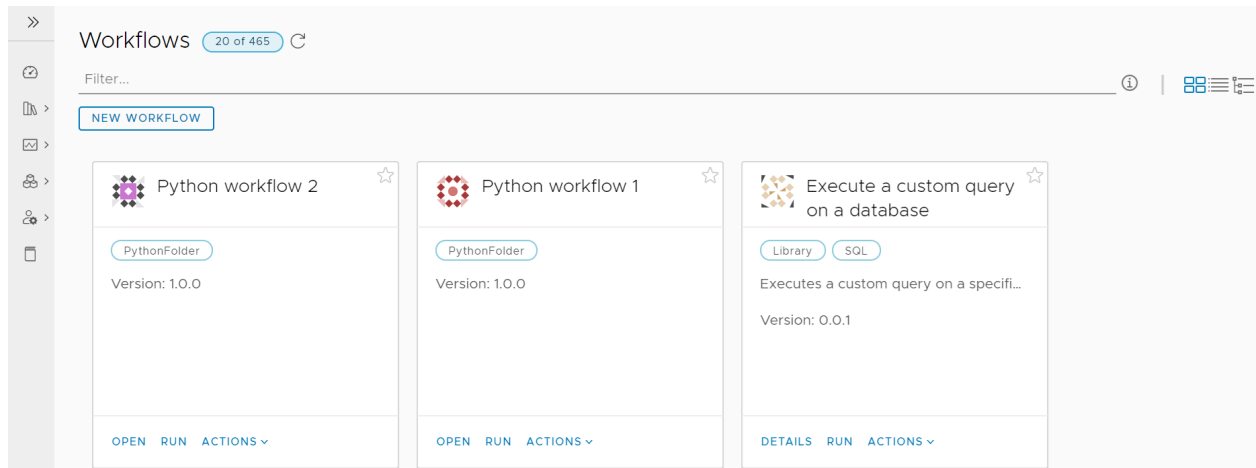 Workflows 20 of 465
Filter...
NEW WORKFLOW
Python workflow 2
PythonFolder
Version: 1.0.0
OPEN RUN ACTIONS
Python workflow 1
PythonFolder
Version: 1.0.0
OPEN RUN ACTIONS
Execute a custom query
on a database
Library SQL
Executes a custom query on a specifi...
Version: 0.0.1
DETAILS RUN ACTIONS